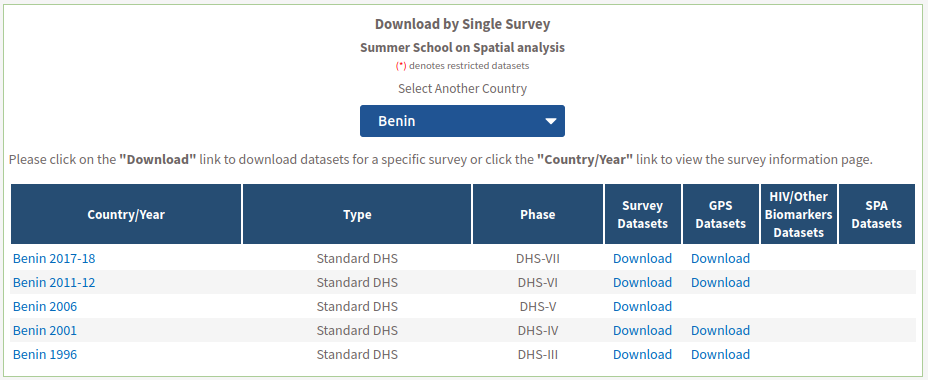 Download by Single Survey
Summer School on Spatial analysis
(*) denotes restricted datasets
Select Another Country
Benin
Please click on the "Download" link to download datasets for a specific survey or click the "Country/Year" link to view the survey information page.
Country/Year Type Phase Survey Datasets GPS Datasets HIV/Other Biomarkers Datasets SPA Datasets
Benin 2017-18 Standard DHS DHS-VII Download Download
Benin 2011-12 Standard DHS DHS-VI Download Download
Benin 2006 Standard DHS DHS-V Download
Benin 2001 Standard DHS DHS-IV Download Download
Benin 1996 Standard DHS DHS-III Download Download